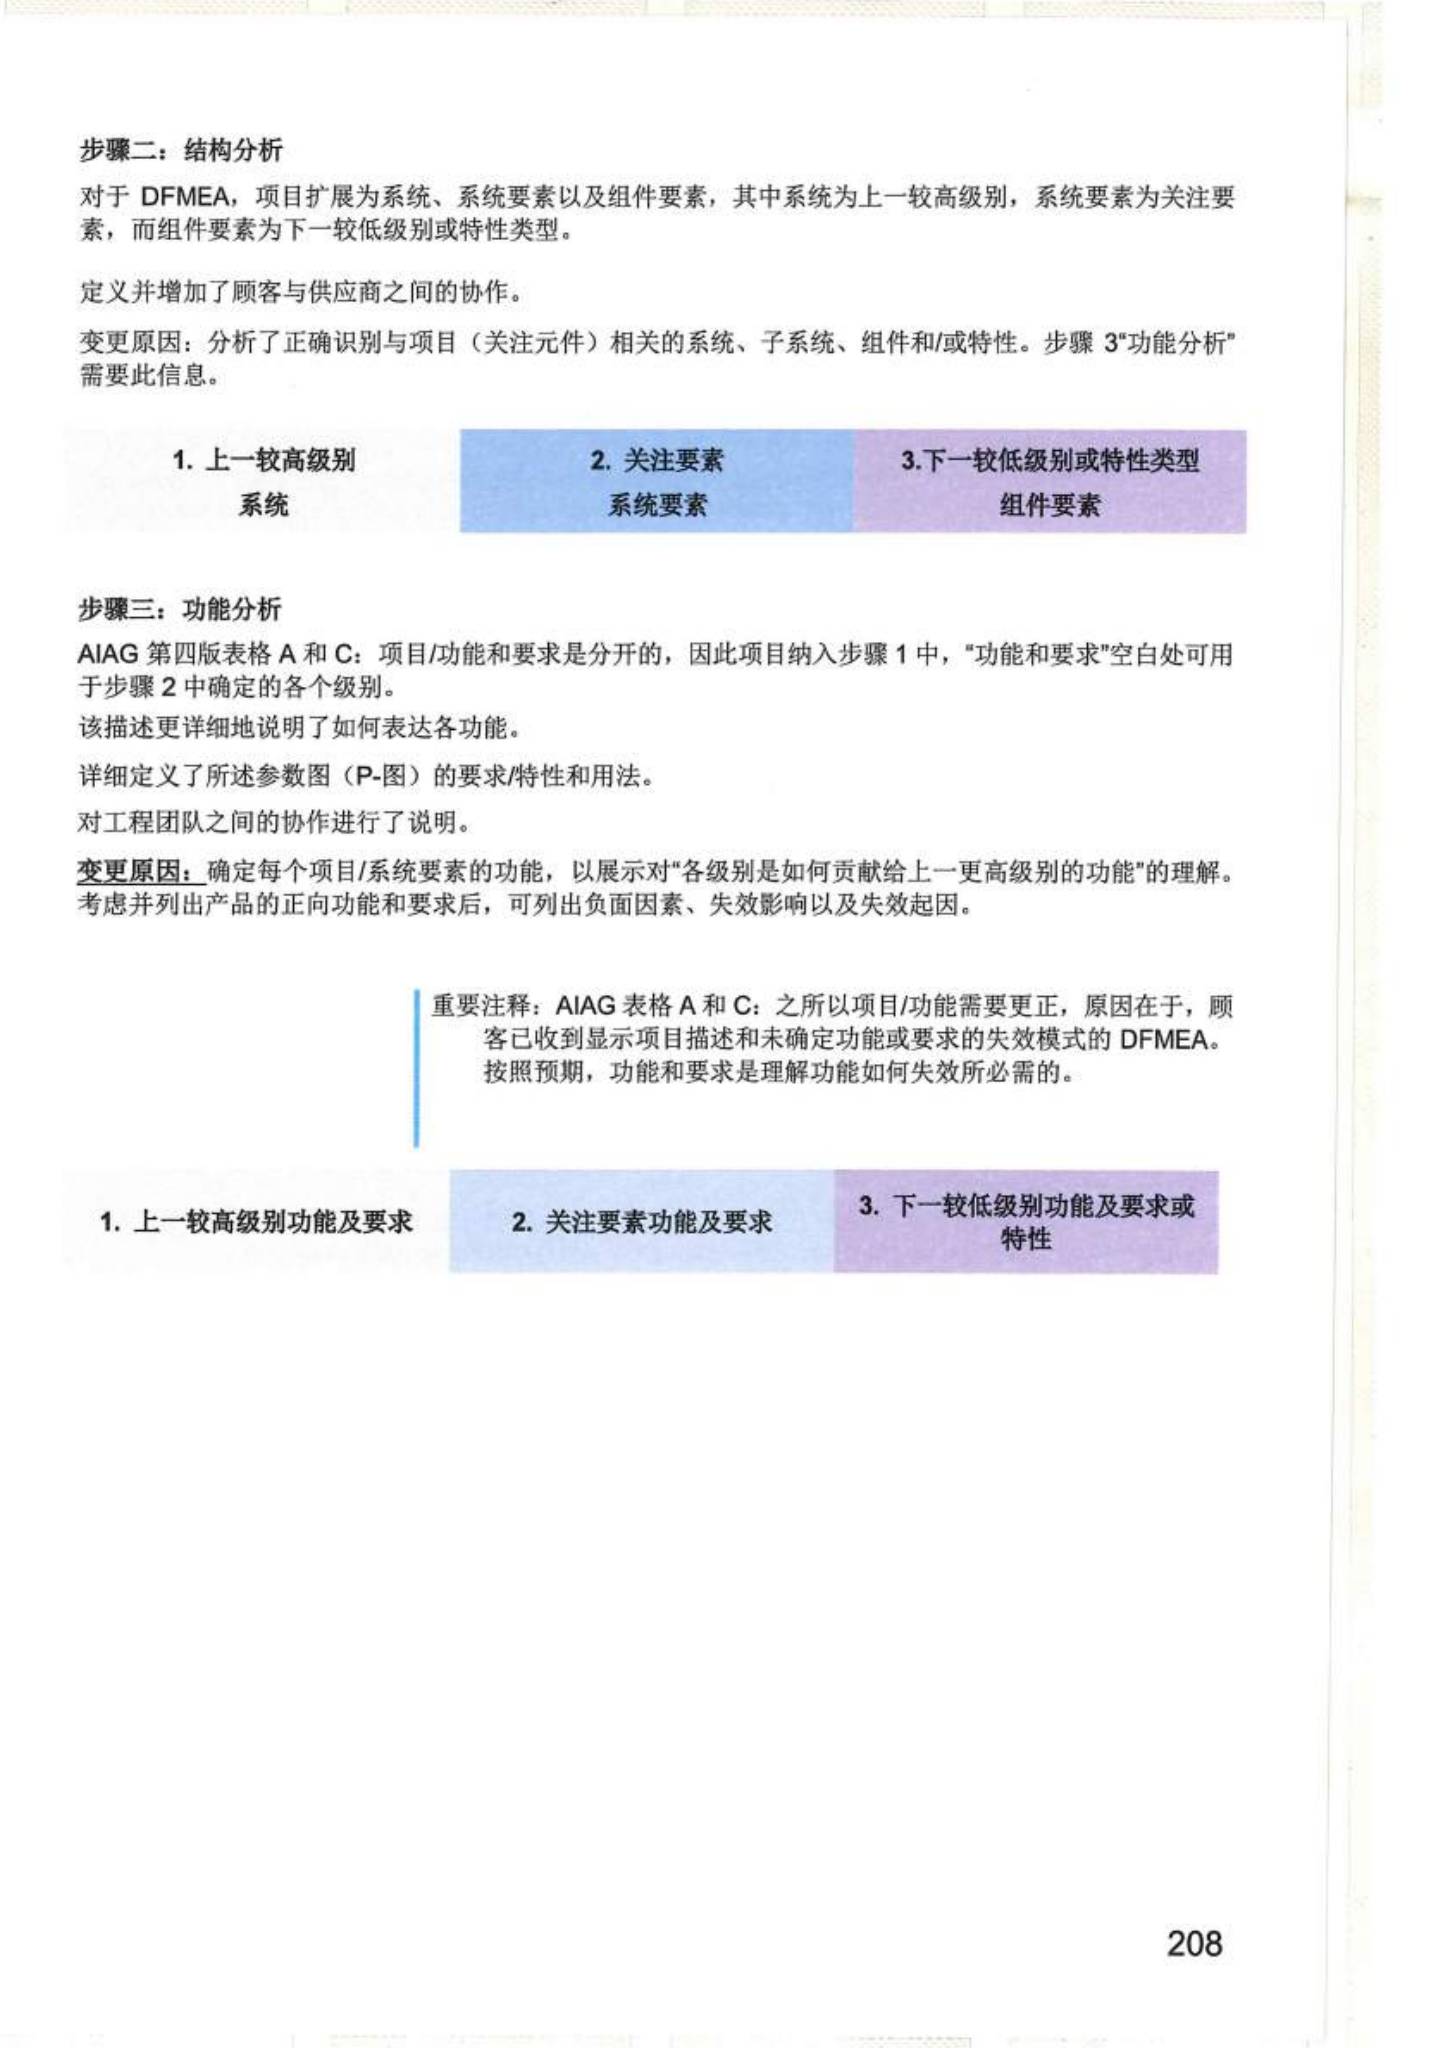 步骤二：结构分析
对于 DFMEA，项目扩展为系统、系统要素以及组件要素，其中系统为上一较高级别，系统要素为关注要
素，而组件要素为下一较低级别或特性类型。
定义并增加了顾客与供应商之间的协作。
变更原因：分析了正确识别与项目（关注元件）相关的系统、子系统、组件和/或特性。步骤 3“功能分析”
需要此信息。
1. 上一较高级别
系统
2. 关注要素
系统要素
3.下一较低级别或特性类型
组件要素
步骤三：功能分析
AIAG 第四版表格 A 和 C：项目/功能和要求是分开的，因此项目纳入步骤 1 中，“功能和要求”空白处可用
于步骤 2 中确定的各个级别。
该描述更详细地说明了如何表达各功能。
详细定义了所述参数图（P-图）的要求/特性和用法。
对工程团队之间的协作进行了说明。
变更原因：确定每个项目/系统要素的功能，以展示对“各级别是如何贡献给上一更高级别的功能”的理解。
考虑并列出产品的正向功能和要求后，可列出负面因素、失效影响以及失效起因。
重要注释：AIAG 表格 A 和 C：之所以项目/功能需要更正，原因在于，顾
客已收到显示项目描述和未确定功能或要求的失效模式的 DFMEA。
按照预期，功能和要求是理解功能如何失效所必需的。
1. 上一较高级别功能及要求
2. 关注要素功能及要求
3. 下一较低级别功能及要求或
特性
208